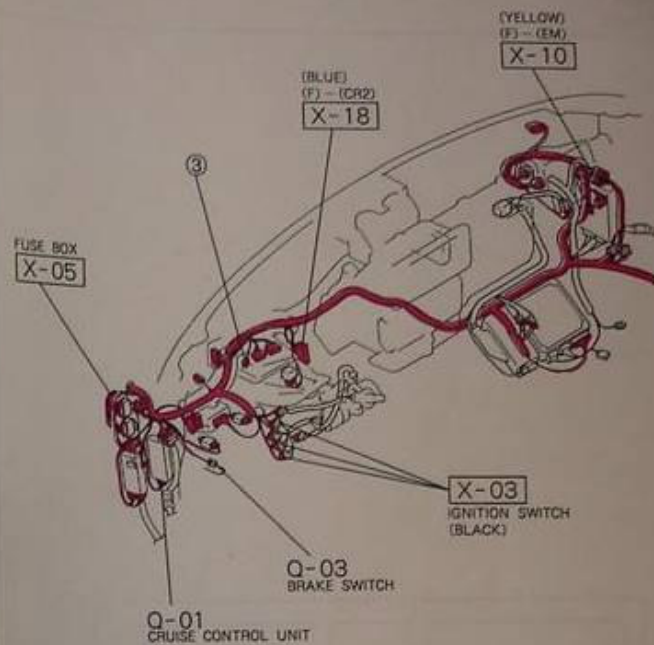 (YELLOW)
(F)-(EM)
X-10
(BLUE)
(F)-(CR2)
X-18
③
FUSE BOX
X-05
X-03
IGNITION SWITCH
(BLACK)
Q-03
BRAKE SWITCH
Q-01
CRUISE CONTROL UNIT